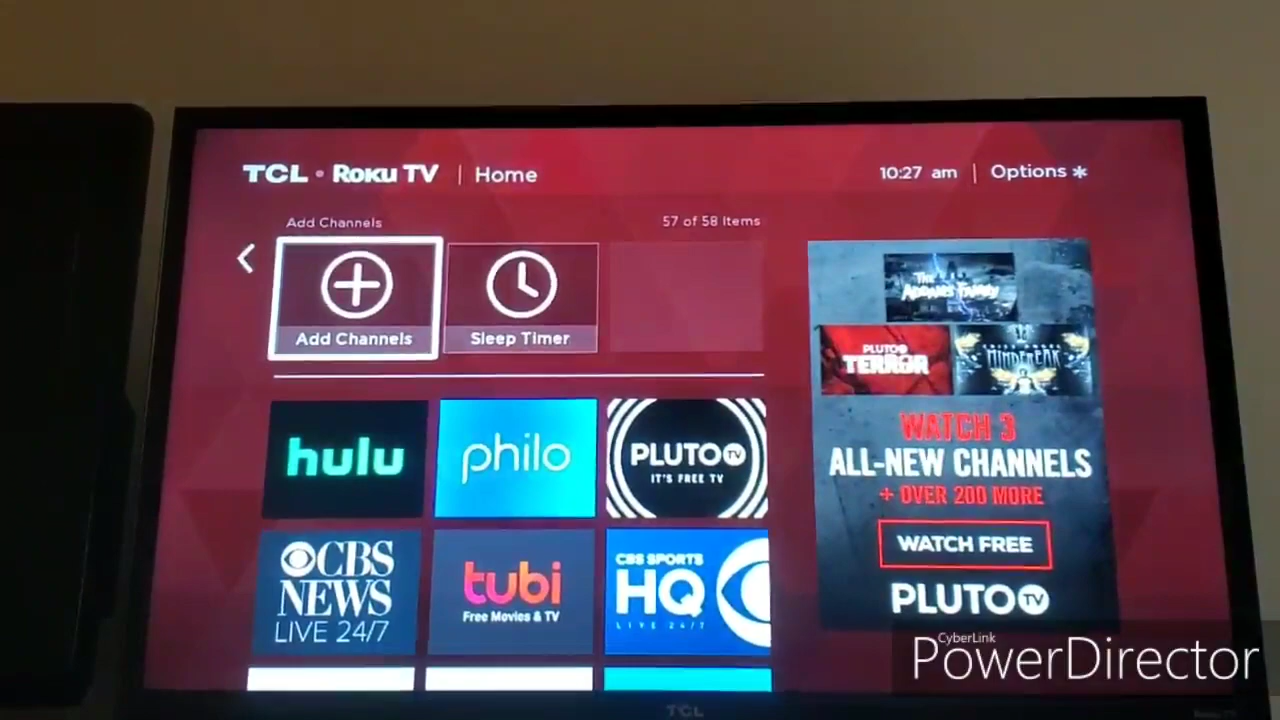 TCL • Roku TV | Home
10:27 am | Options *
Add Channels
57 of 58 Items
Add Channels
Sleep Timer
hulu
philo
PLUTO TV
IT'S FREE TV
CBS
NEWS
LIVE 24/7
tubi
Free Movies & TV
CBS SPORTS
HQ
LIVE 24/7
THE
ADDAMS FAMILY
PLUTO TV
TERROR
MINDFREAK
WATCH 3
ALL-NEW CHANNELS
+ OVER 200 MORE
WATCH FREE
PLUTO TV
CyberLink
PowerDirector
TCL